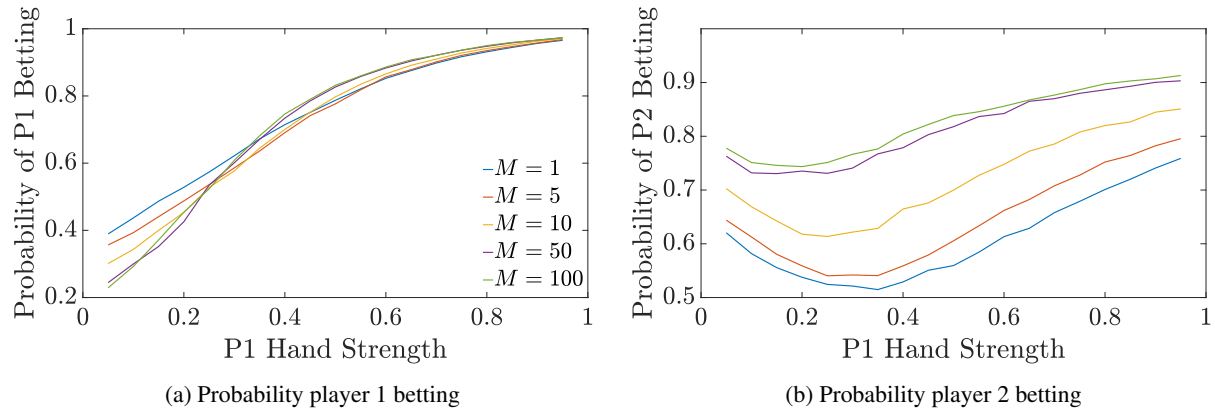 Probability of P1 Betting
1
0.8
0.6
0.4
0.2
0
0.2
0.4
0.6
0.8
1
P1 Hand Strength
M = 1
M = 5
M = 10
M = 50
M = 100
(a) Probability player 1 betting
Probability of P2 Betting
0.9
0.8
0.7
0.6
0.5
0
0.2
0.4
0.6
0.8
1
P1 Hand Strength
(b) Probability player 2 betting